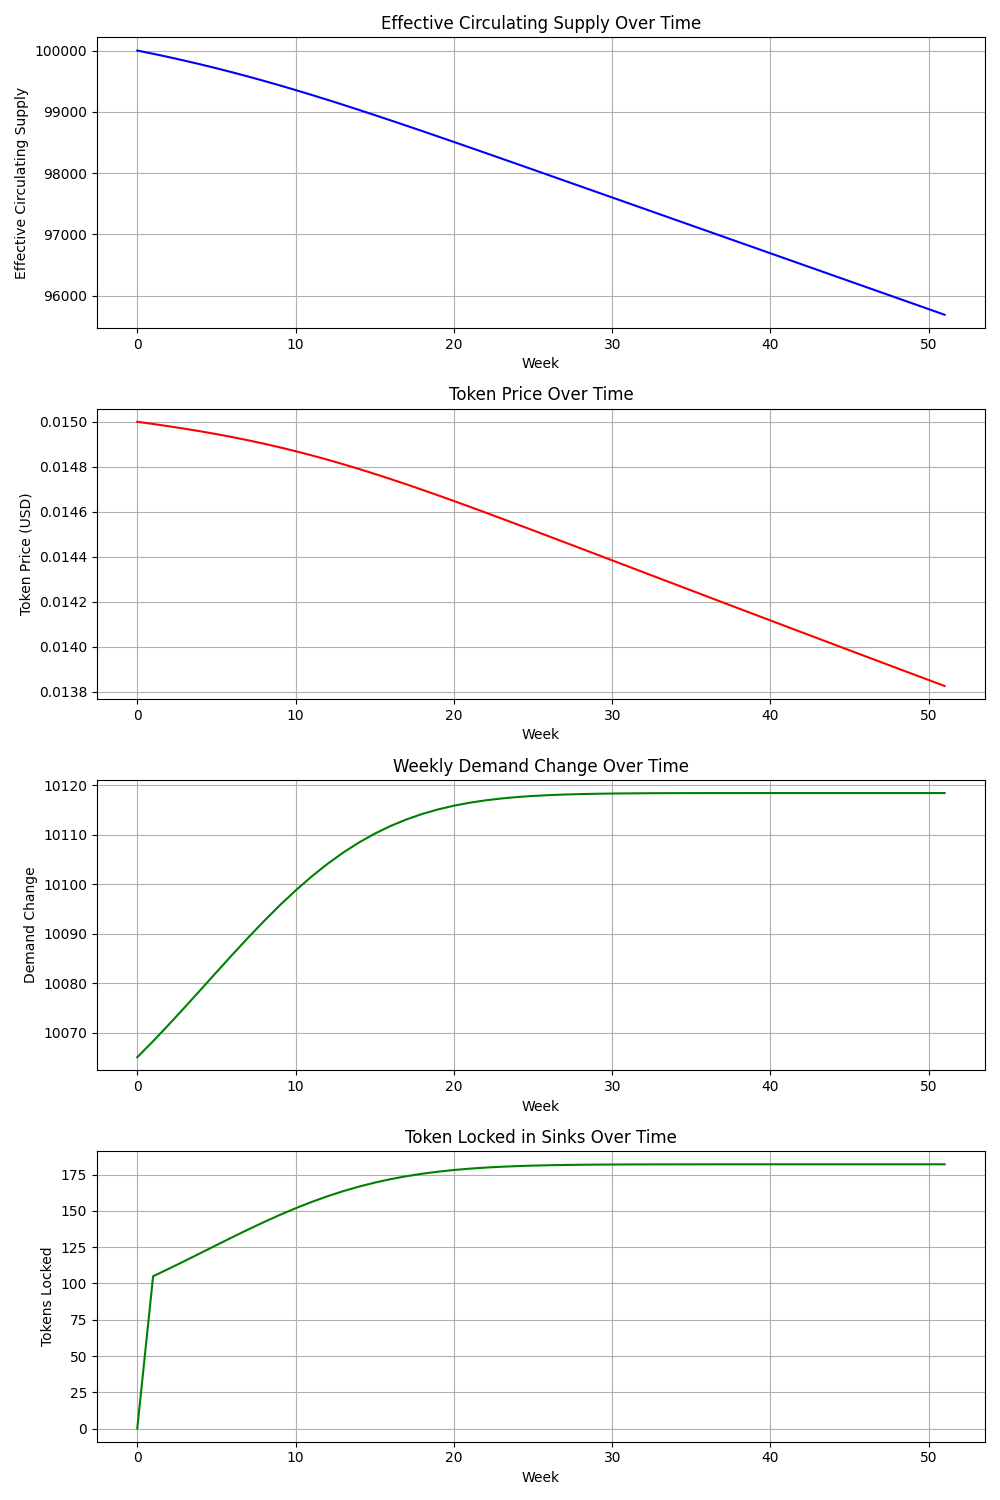 Effective Circulating Supply Over Time
Effective Circulating Supply
100000
99000
98000
97000
96000
0 10 20 30 40 50
Week
Token Price Over Time
Token Price (USD)
0.0150
0.0148
0.0146
0.0144
0.0142
0.0140
0.0138
0 10 20 30 40 50
Week
Weekly Demand Change Over Time
Demand Change
10120
10110
10100
10090
10080
10070
0 10 20 30 40 50
Week
Token Locked in Sinks Over Time
Tokens Locked
175
150
125
100
75
50
25
0
0 10 20 30 40 50
Week